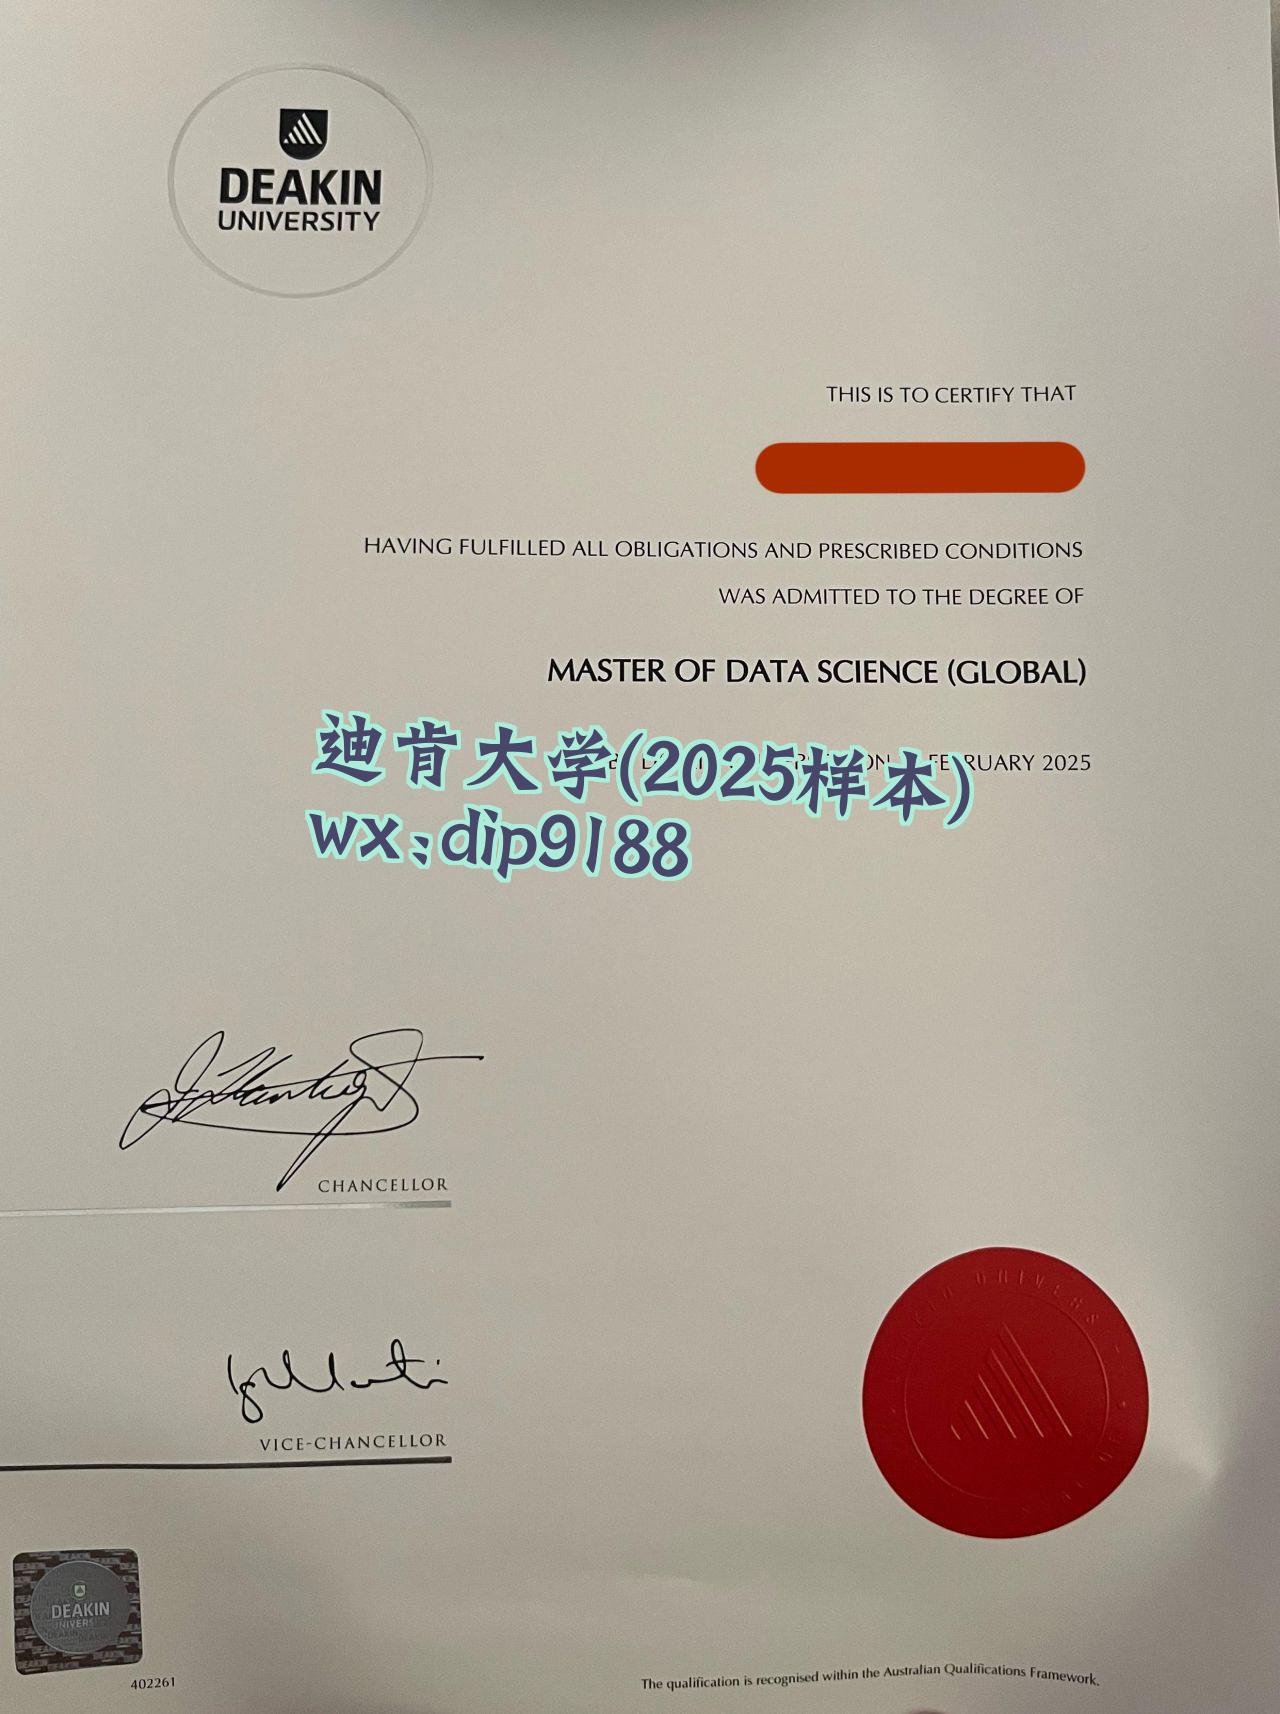 DEAKIN
UNIVERSITY
THIS IS TO CERTIFY THAT
HAVING FULFILLED ALL OBLIGATIONS AND PRESCRIBED CONDITIONS
WAS ADMITTED TO THE DEGREE OF
MASTER OF DATA SCIENCE (GLOBAL)
FEBRUARY 2025
迪肯大学(2025样本)
wx:dip9188
CHANCELLOR
VICE-CHANCELLOR
DEAKIN
UNIVERSITY
402261
The qualification is recognised within the Australian Qualifications Framework.